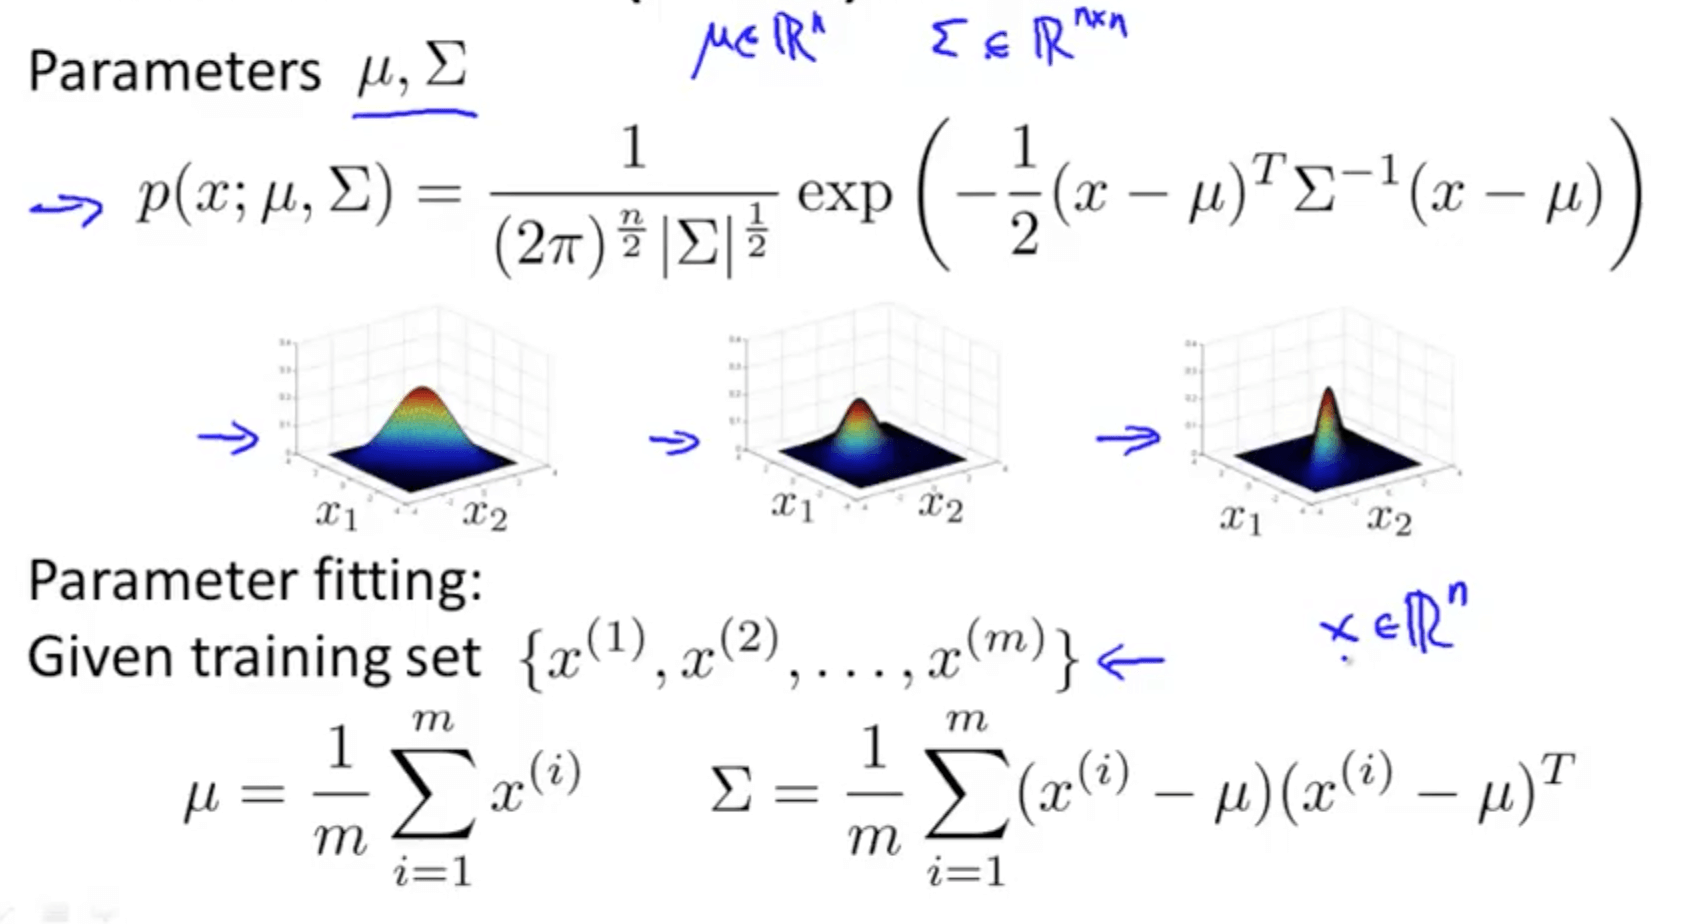 μ∈ℝⁿ Σ∈ℝⁿˣⁿ
Parameters μ, Σ
→ p(x; μ, Σ) = 1 / ((2π)^(n/2) |Σ|^(1/2)) exp(−1/2 (x − μ)^T Σ^(−1) (x − μ))
→ → →
x₁ x₂ x₁ x₂ x₁ x₂
Parameter fitting:
x∈ℝⁿ
Given training set {x^(1), x^(2), . . . , x^(m)} ←
μ = 1/m ∑_{i=1}^{m} x^(i) Σ = 1/m ∑_{i=1}^{m} (x^(i) − μ)(x^(i) − μ)^T